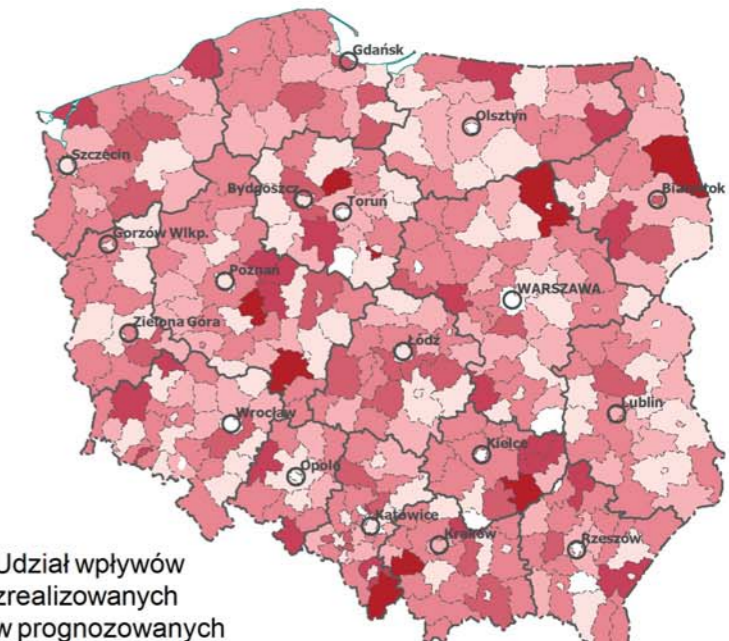 Gdańsk
Olsztyn
Szczecin
Bydgoszcz
Toruń
Białystok
Gorzów Wlkp.
Poznań
WARSZAWA
Zielona Góra
Łódź
Lublin
Wrocław
Kielce
Opole
Katowice
Kraków
Rzeszów
Udział wpływów
zrealizowanych
w prognozowanych